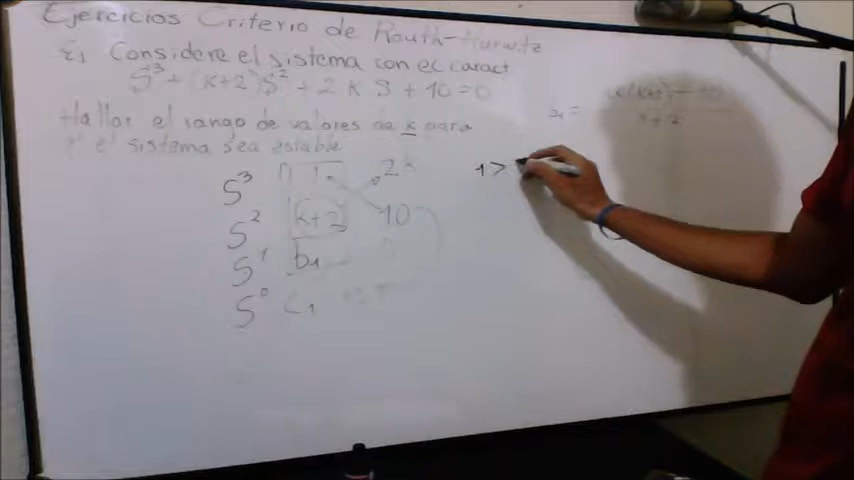 Ejercicios Criterio de Routh-Hurwitz
Considere el sistema con ec caract
S³ + (k+2)S² + 2 k S + 10 = 0
Hallar el rango de valores de k para
el sistema sea estable
S³ 1 2k
S² k+2 10
S¹ b₁
S⁰ C₁
1 >